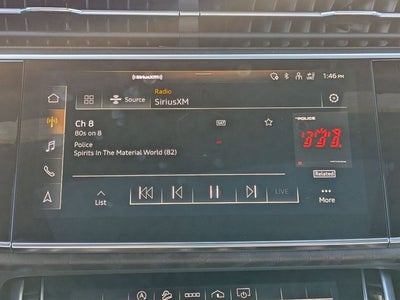 ((SiriusXM))
1:46 PM
Radio
Source
SiriusXM
Ch 8
80s on 8
SAT
POLICE
Police
Spirits In The Material World (82)
LIVE
List
More